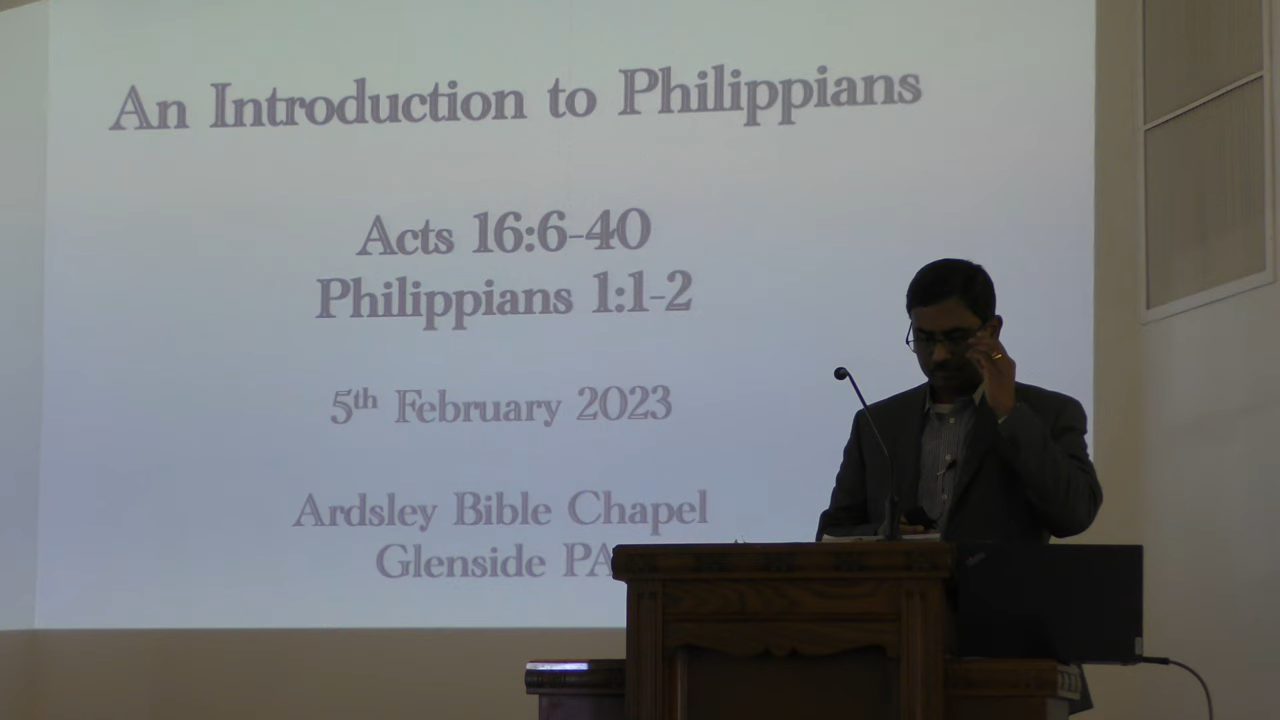 An Introduction to Philippians
Acts 16:6-40
Philippians 1:1-2
5th February 2023
Ardsley Bible Chapel
Glenside PA